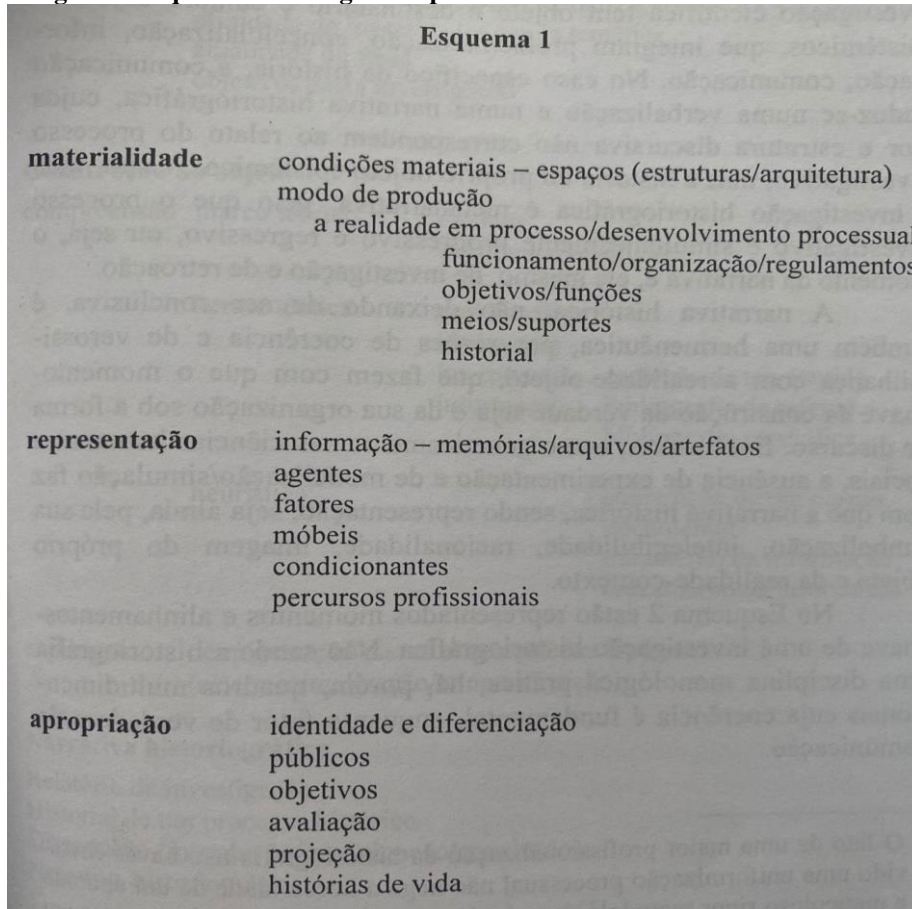 Esquema 1
materialidade condições materiais – espaços (estruturas/arquitetura)
modo de produção
a realidade em processo/desenvolvimento processual
funcionamento/organização/regulamentos
objetivos/funções
meios/suportes
historial
representação informação – memórias/arquivos/artefatos
agentes
fatores
móbeis
condicionantes
percursos profissionais
apropriação identidade e diferenciação
públicos
objetivos
avaliação
projeção
histórias de vida